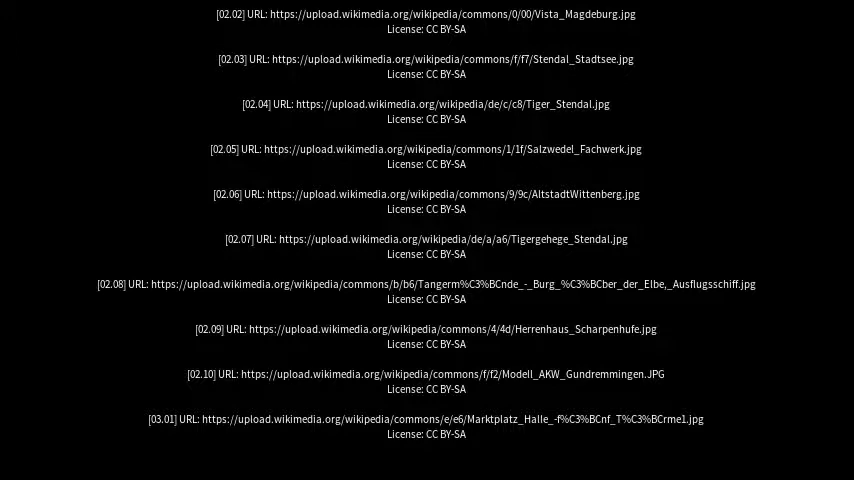 [02.02] URL: https://upload.wikimedia.org/wikipedia/commons/0/00/Vista_Magdeburg.jpg
License: CC BY-SA
[02.03] URL: https://upload.wikimedia.org/wikipedia/commons/f/f7/Stendal_Stadtsee.jpg
License: CC BY-SA
[02.04] URL: https://upload.wikimedia.org/wikipedia/de/c/c8/Tiger_Stendal.jpg
License: CC BY-SA
[02.05] URL: https://upload.wikimedia.org/wikipedia/commons/1/1f/Salzwedel_Fachwerk.jpg
License: CC BY-SA
[02.06] URL: https://upload.wikimedia.org/wikipedia/commons/9/9c/AltstadtWittenberg.jpg
License: CC BY-SA
[02.07] URL: https://upload.wikimedia.org/wikipedia/de/a/a6/Tigergehege_Stendal.jpg
License: CC BY-SA
[02.08] URL: https://upload.wikimedia.org/wikipedia/commons/b/b6/Tangerm%C3%BCnde_-_Burg_%C3%BCber_der_Elbe,_Ausflugsschiff.jpg
License: CC BY-SA
[02.09] URL: https://upload.wikimedia.org/wikipedia/commons/4/4d/Herrenhaus_Scharpenhufe.jpg
License: CC BY-SA
[02.10] URL: https://upload.wikimedia.org/wikipedia/commons/f/f2/Modell_AKW_Gundremmingen.JPG
License: CC BY-SA
[03.01] URL: https://upload.wikimedia.org/wikipedia/commons/e/e6/Marktplatz_Halle_-f%C3%BCnf_T%C3%BCrme1.jpg
License: CC BY-SA